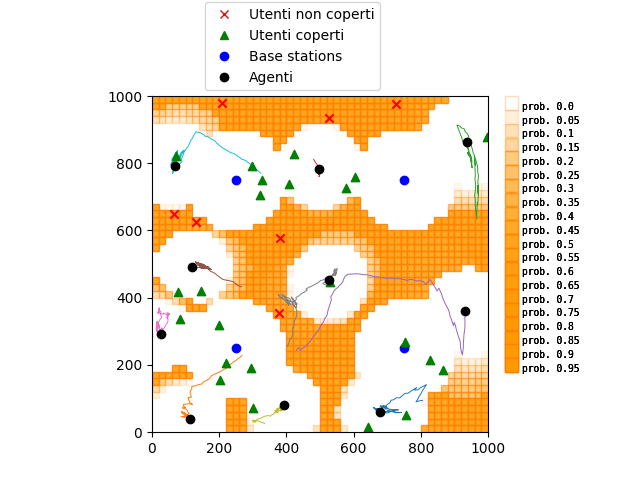 Utenti non coperti
Utenti coperti
Base stations
Agenti
1000
800
600
400
200
0
0 200 400 600 800 1000
prob. 0.0
prob. 0.05
prob. 0.1
prob. 0.15
prob. 0.2
prob. 0.25
prob. 0.3
prob. 0.35
prob. 0.4
prob. 0.45
prob. 0.5
prob. 0.55
prob. 0.6
prob. 0.65
prob. 0.7
prob. 0.75
prob. 0.8
prob. 0.85
prob. 0.9
prob. 0.95